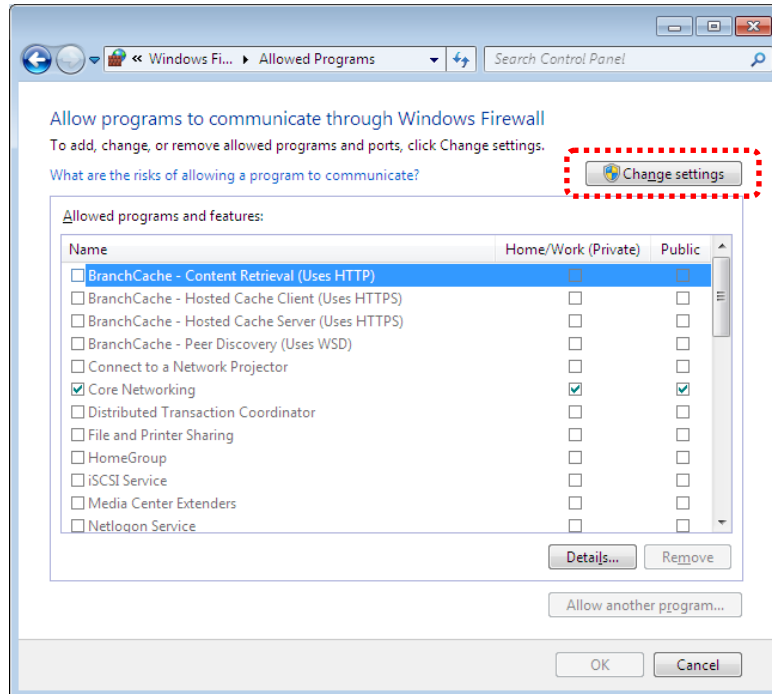 « Windows Fi... ▸ Allowed Programs
Search Control Panel
Allow programs to communicate through Windows Firewall
To add, change, or remove allowed programs and ports, click Change settings.
What are the risks of allowing a program to communicate?
Change settings
Allowed programs and features:
Name Home/Work (Private) Public
BranchCache - Content Retrieval (Uses HTTP)
BranchCache - Hosted Cache Client (Uses HTTPS)
BranchCache - Hosted Cache Server (Uses HTTPS)
BranchCache - Peer Discovery (Uses WSD)
Connect to a Network Projector
Core Networking
Distributed Transaction Coordinator
File and Printer Sharing
HomeGroup
iSCSI Service
Media Center Extenders
Netlogon Service
Details... Remove
Allow another program...
OK Cancel